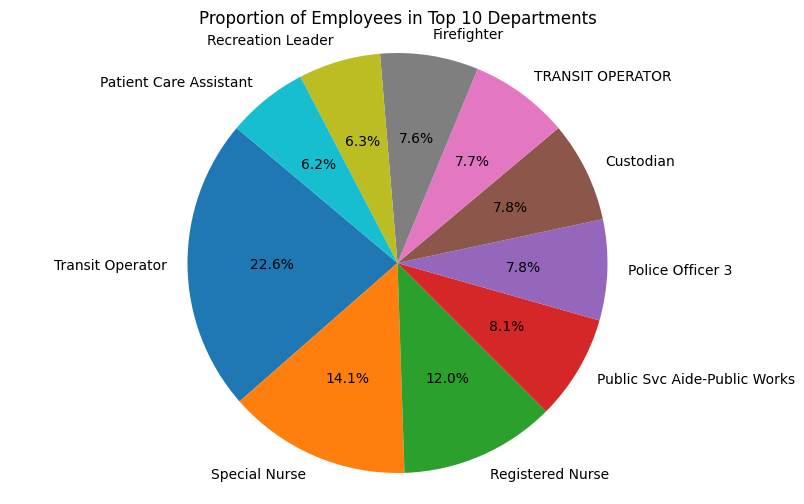 Proportion of Employees in Top 10 Departments
Firefighter
Recreation Leader
TRANSIT OPERATOR
Patient Care Assistant
7.6%
6.3%
7.7%
6.2%
Custodian
7.8%
Transit Operator
22.6%
7.8%
Police Officer 3
8.1%
14.1%
12.0%
Public Svc Aide-Public Works
Special Nurse
Registered Nurse